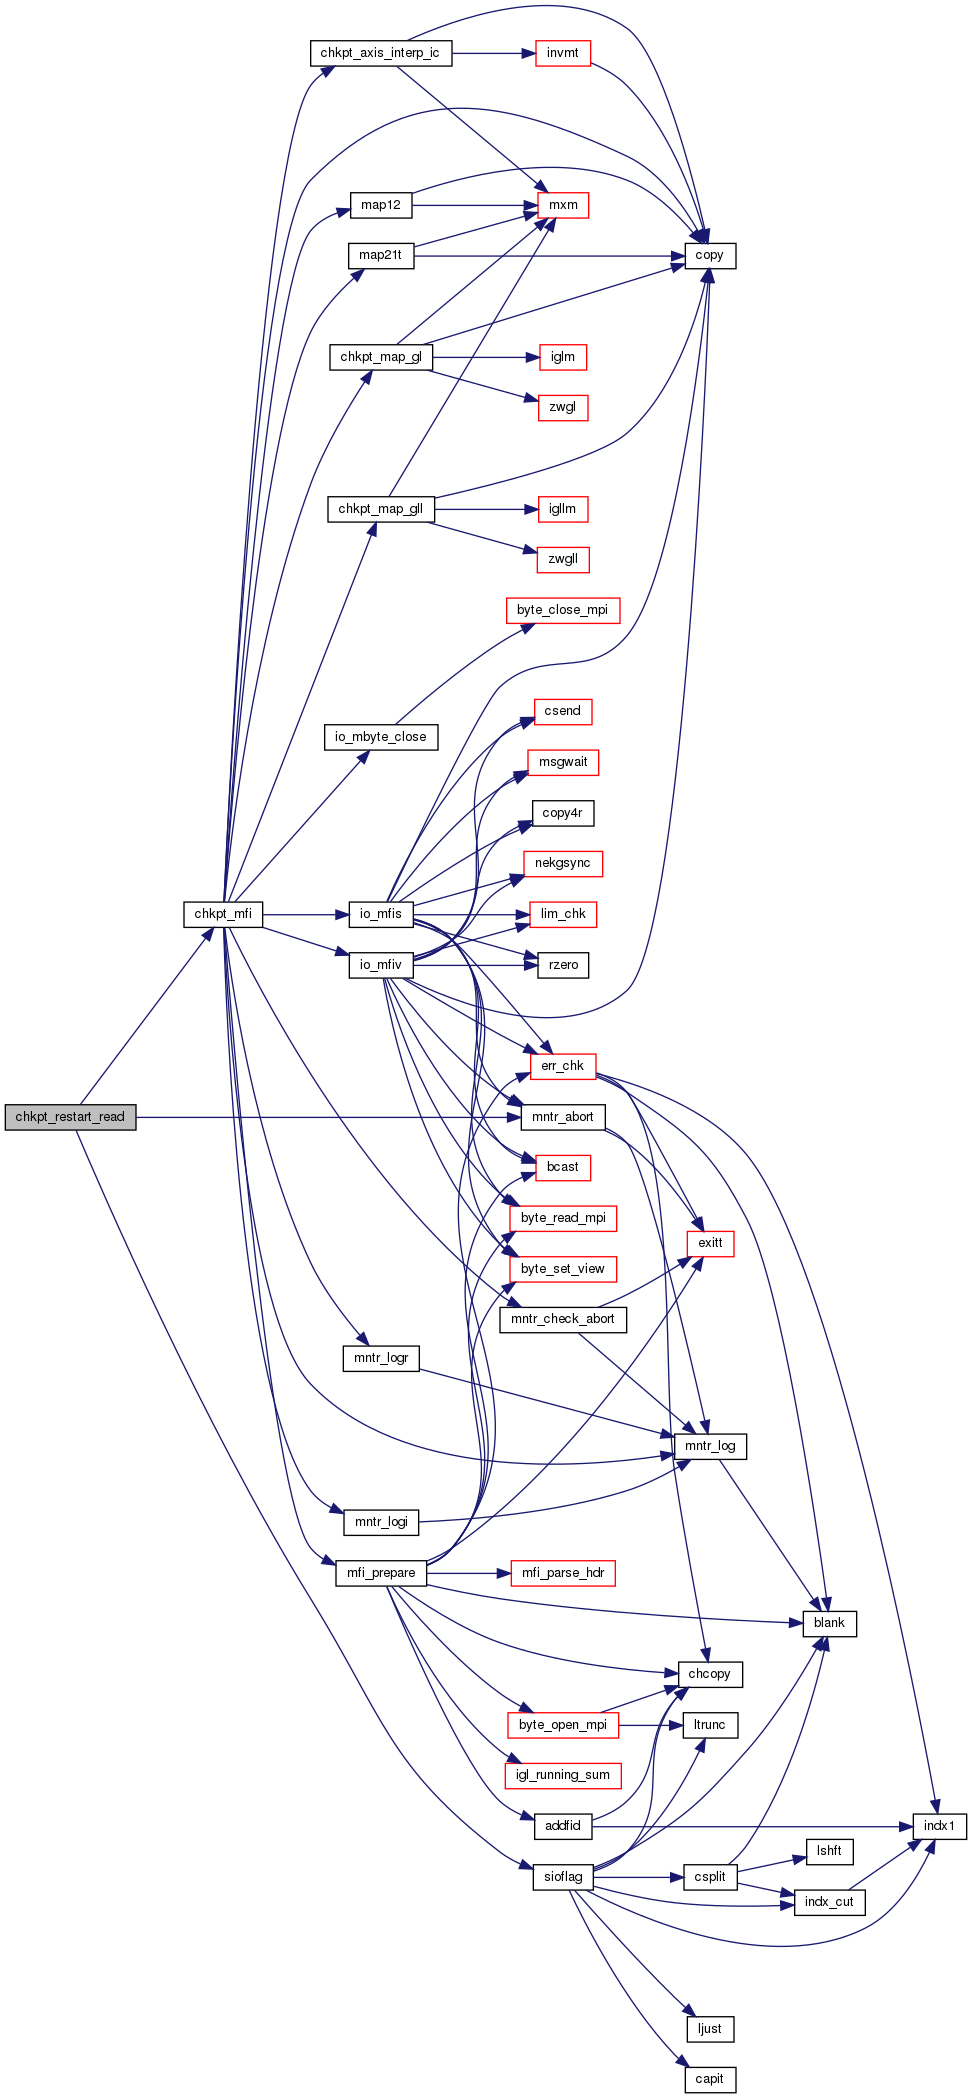 chkpt_axis_interp_ic
invmt
map12
mxm
map21t
copy
chkpt_map_gl
iglm
zwgl
chkpt_map_gll
igllm
zwgll
byte_close_mpi
csend
io_mbyte_close
msgwait
copy4r
nekgsync
chkpt_mfi
io_mfis
lim_chk
io_mfiv
rzero
err_chk
chkpt_restart_read
mntr_abort
bcast
byte_read_mpi
exitt
byte_set_view
mntr_check_abort
mntr_logr
mntr_log
mntr_logi
mfi_prepare
mfi_parse_hdr
blank
chcopy
byte_open_mpi
ltrunc
igl_running_sum
addfid
indx1
lshft
sioflag
csplit
indx_cut
ljust
capit